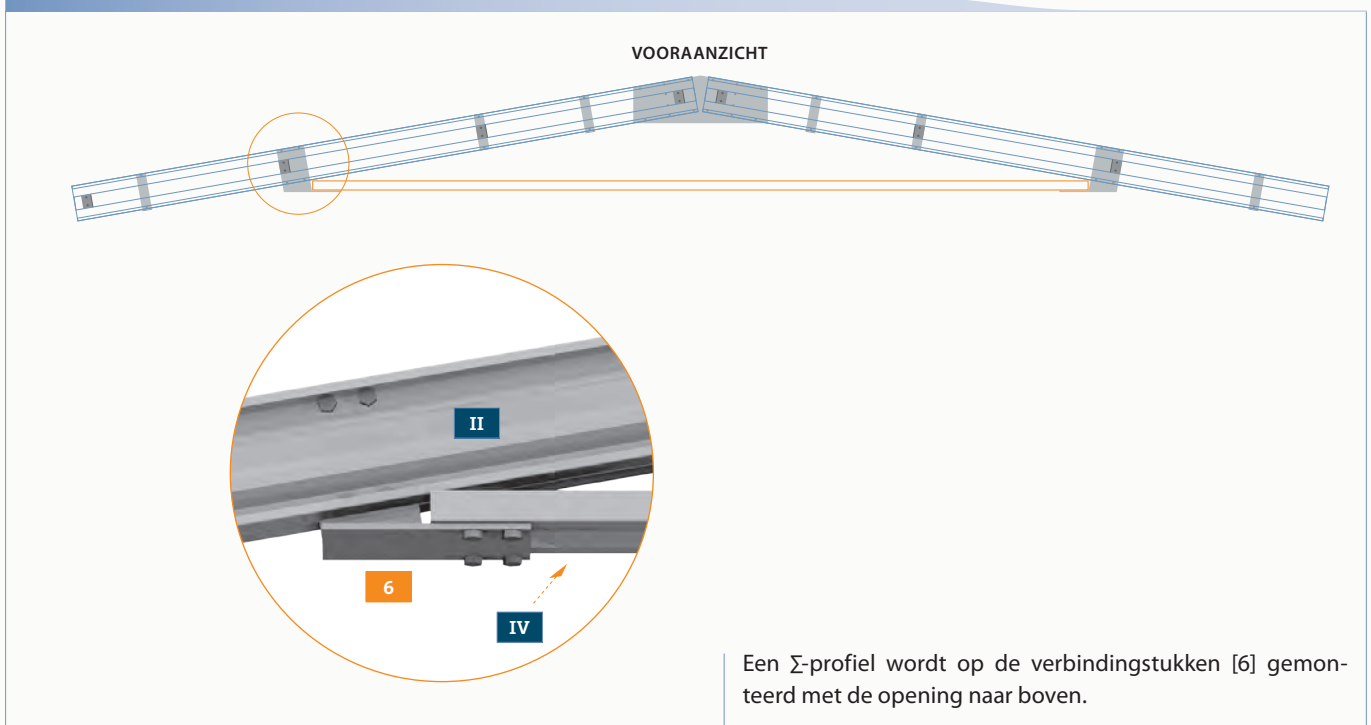 VOORAANZICHT
II
6
IV
Een ∑-profiel wordt op de verbindingstukken [6] gemon-
teerd met de opening naar boven.